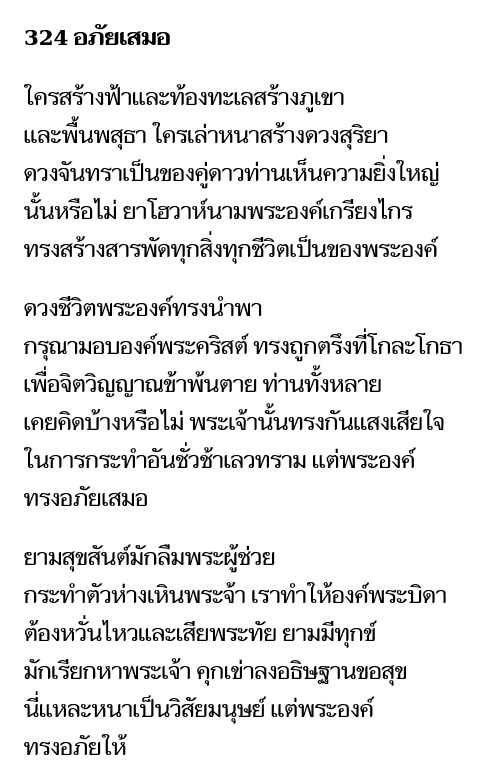 324 อภัยเสมอ
ใครสร้างฟ้าและท้องทะเลสร้างภูเขา
และพื้นพสุธา ใครเล่าหนาสร้างดวงสุริยา
ดวงจันทราเป็นของคู่ดาวท่านเห็นความยิ่งใหญ่
นั้นหรือไม่ ยาโฮวาห์นามพระองค์เกรียงไกร
ทรงสร้างสารพัดทุกสิ่งทุกชีวิตเป็นของพระองค์
ดวงชีวิตพระองค์ทรงนำพา
กรุณามอบองค์พระคริสต์ ทรงถูกตรึงที่โกละโกธา
เพื่อจิตวิญญาณข้าพ้นตาย ท่านทั้งหลาย
เคยคิดบ้างหรือไม่ พระเจ้านั้นทรงกันแสงเสียใจ
ในการกระทำอันชั่วช้าเลวทราม แต่พระองค์
ทรงอภัยเสมอ
ยามสุขสันต์มักลืมพระผู้ช่วย
กระทำตัวห่างเหินพระจ้า เราทำให้องค์พระบิดา
ต้องหวั่นไหวและเสียพระทัย ยามมีทุกข์
มักเรียกหาพระเจ้า คุกเข่าลงอธิษฐานขอสุข
นี่แหละหนาเป็นวิสัยมนุษย์ แต่พระองค์
ทรงอภัยให้